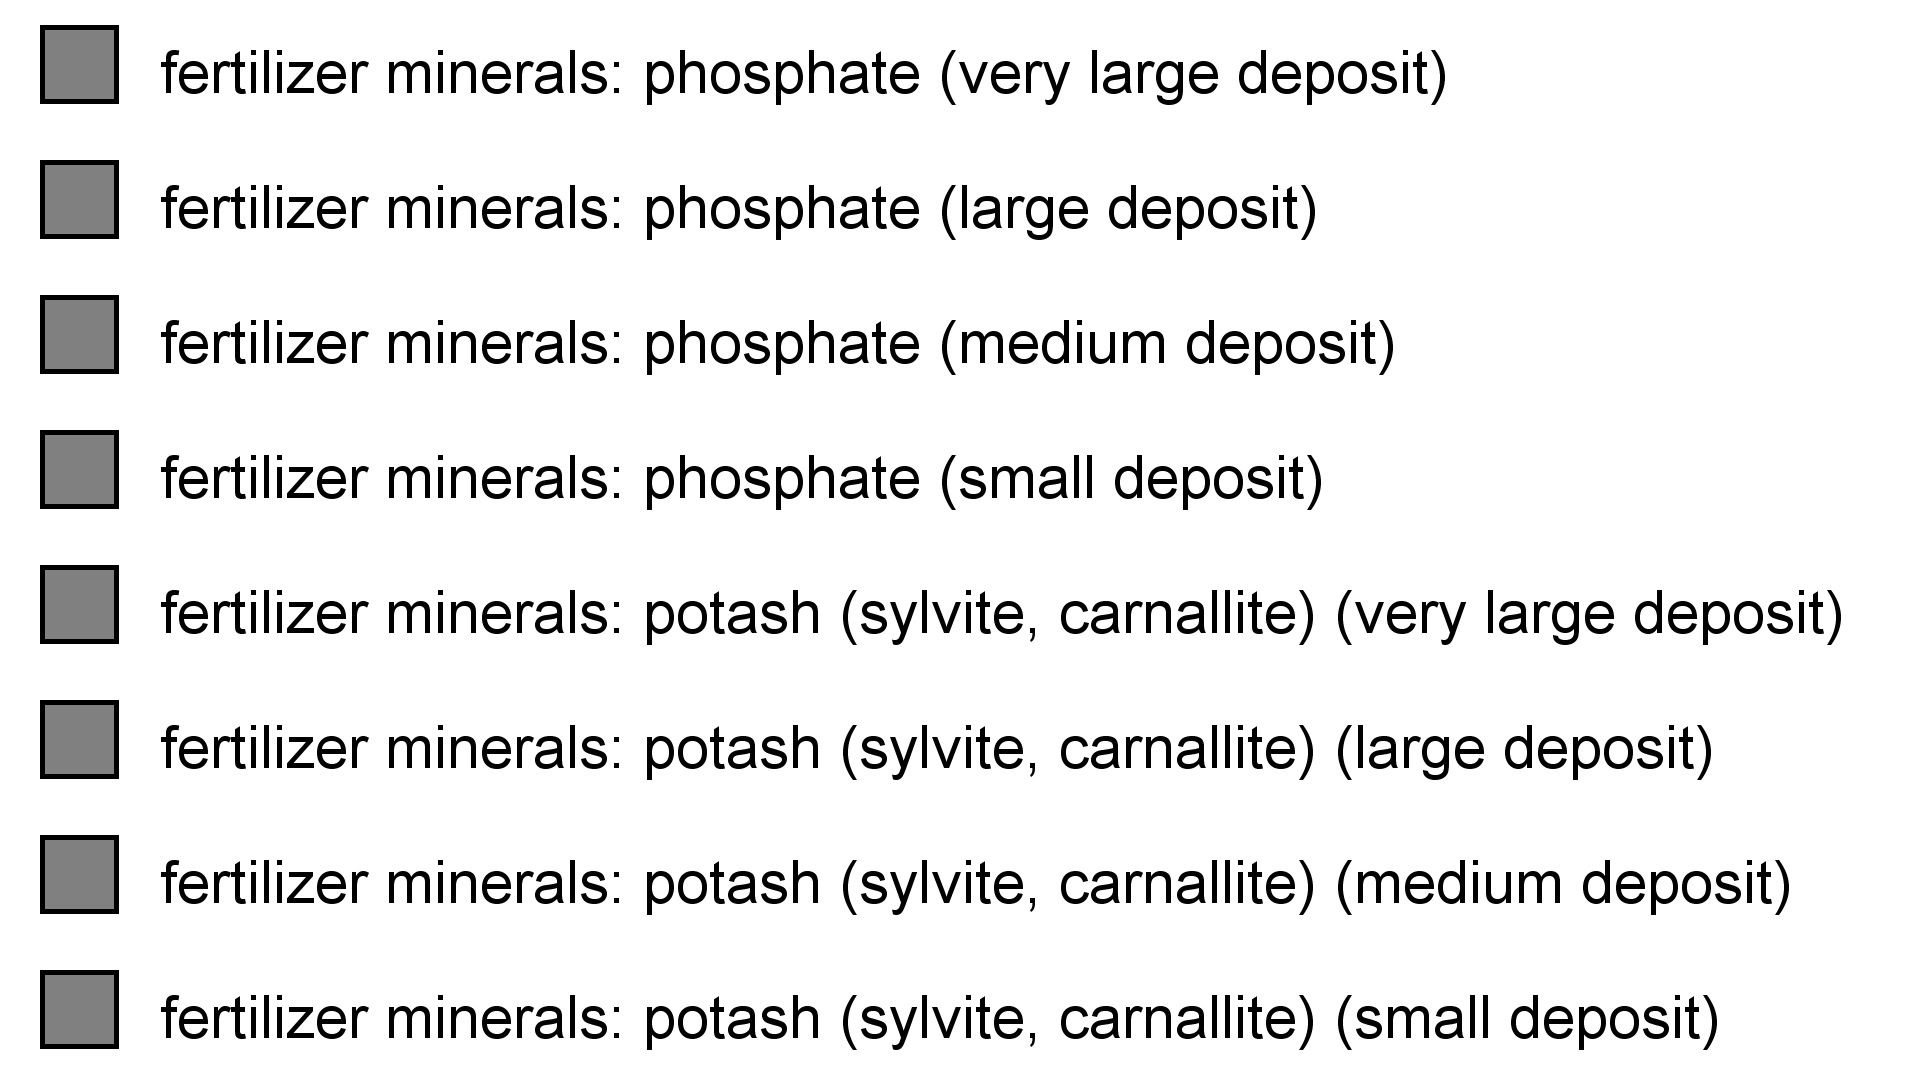 fertilizer minerals: phosphate (very large deposit)
fertilizer minerals: phosphate (large deposit)
fertilizer minerals: phosphate (medium deposit)
fertilizer minerals: phosphate (small deposit)
fertilizer minerals: potash (sylvite, carnallite) (very large deposit)
fertilizer minerals: potash (sylvite, carnallite) (large deposit)
fertilizer minerals: potash (sylvite, carnallite) (medium deposit)
fertilizer minerals: potash (sylvite, carnallite) (small deposit)